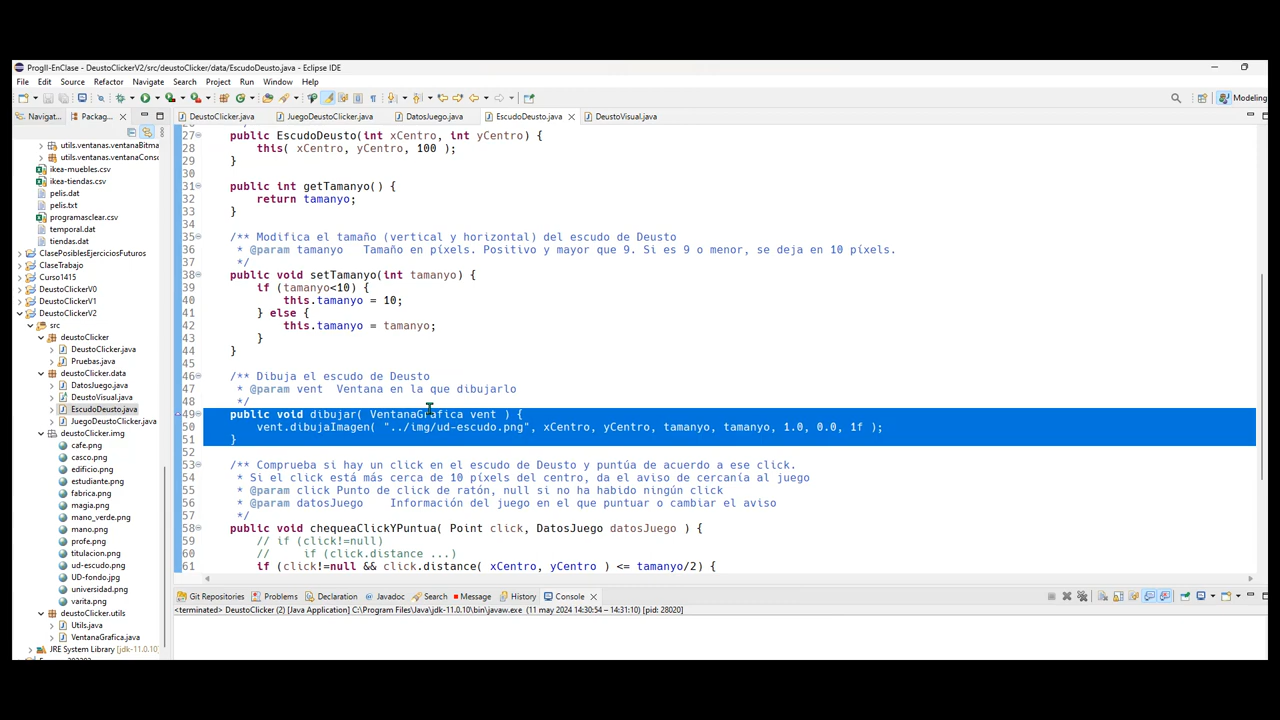 ProgII-EnClase - DeustoClickerV2/src/deustoClicker/data/EscudoDeusto.java - Eclipse IDE
File Edit Source Refactor Navigate Search Project Run Window Help
Modeling
Navigat... Packag...
DeustoClicker.java JuegoDeustoClicker.java DatosJuego.java EscudoDeusto.java DeustoVisual.java
utils.ventanas.ventanaBitma
utils.ventanas.ventanaConso
ikea-muebles.csv
ikea-tiendas.csv
pelis.dat
pelis.txt
programasclear.csv
temporal.dat
tiendas.dat
ClasePosiblesEjerciciosFuturos
ClaseTrabajo
Curso1415
DeustoClickerV0
DeustoClickerV1
DeustoClickerV2
src
deustoClicker
DeustoClicker.java
Pruebas.java
deustoClicker.data
DatosJuego.java
DeustoVisual.java
EscudoDeusto.java
JuegoDeustoClicker.java
deustoClicker.img
cafe.png
casco.png
edificio.png
estudiante.png
fabrica.png
magia.png
mano_verde.png
mano.png
profe.png
titulacion.png
ud-escudo.png
UD-fondo.jpg
universidad.png
varita.png
deustoClicker.utils
Utils.java
VentanaGrafica.java
JRE System Library [jdk-11.0.10]
27 public EscudoDeusto(int xCentro, int yCentro) {
28 this( xCentro, yCentro, 100 );
29 }
30
31 public int getTamanyo() {
32 return tamanyo;
33 }
34
35 /** Modifica el tamaño (vertical y horizontal) del escudo de Deusto
36 * @param tamanyo Tamaño en píxels. Positivo y mayor que 9. Si es 9 o menor, se deja en 10 píxels.
37 */
38 public void setTamanyo(int tamanyo) {
39 if (tamanyo<10) {
40 this.tamanyo = 10;
41 } else {
42 this.tamanyo = tamanyo;
43 }
44 }
45
46 /** Dibuja el escudo de Deusto
47 * @param vent Ventana en la que dibujarlo
48 */
49 public void dibujar( VentanaGrafica vent ) {
50 vent.dibujaImagen( "../img/ud-escudo.png", xCentro, yCentro, tamanyo, tamanyo, 1.0, 0.0, 1f );
51 }
52
53 /** Comprueba si hay un click en el escudo de Deusto y puntúa de acuerdo a ese click.
54 * Si el click está más cerca de 10 píxels del centro, da el aviso de cercanía al juego
55 * @param click Punto de click de ratón, null si no ha habido ningún click
56 * @param datosJuego Información del juego en el que puntuar o cambiar el aviso
57 */
58 public void chequeaClickYPuntua( Point click, DatosJuego datosJuego ) {
59 // if (click!=null)
60 // if (click.distance ...)
61 if (click!=null && click.distance( xCentro, yCentro ) <= tamanyo/2) {
Git Repositories Problems Declaration Javadoc Search Message History Console
<terminated> DeustoClicker (2) [Java Application] C:\Program Files\Java\jdk-11.0.10\bin\javaw.exe (11 may 2024 14:30:54 – 14:31:10) [pid: 28020]